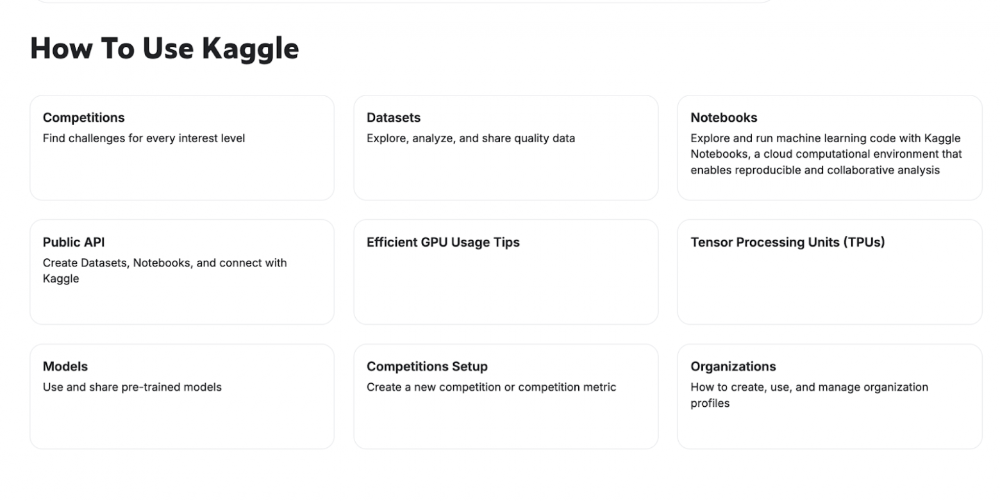 How To Use Kaggle
Competitions
Find challenges for every interest level
Datasets
Explore, analyze, and share quality data
Notebooks
Explore and run machine learning code with Kaggle
Notebooks, a cloud computational environment that
enables reproducible and collaborative analysis
Public API
Create Datasets, Notebooks, and connect with
Kaggle
Efficient GPU Usage Tips
Tensor Processing Units (TPUs)
Models
Use and share pre-trained models
Competitions Setup
Create a new competition or competition metric
Organizations
How to create, use, and manage organization
profiles